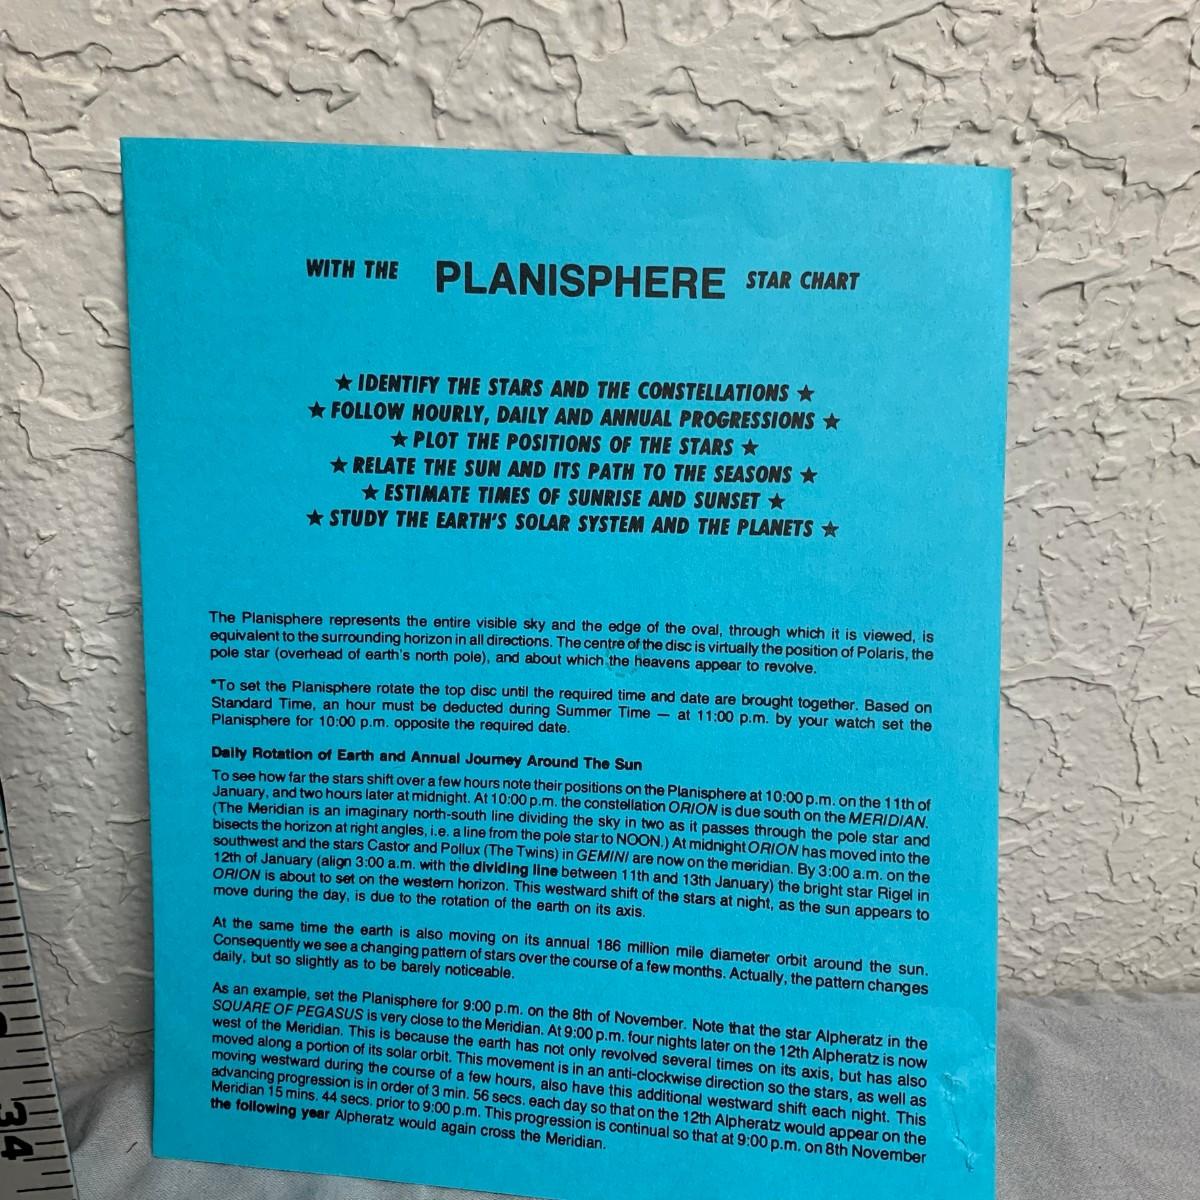 WITH THE PLANISPHERE STAR CHART
★ IDENTIFY THE STARS AND THE CONSTELLATIONS ★
★ FOLLOW HOURLY, DAILY AND ANNUAL PROGRESSIONS ★
★ PLOT THE POSITIONS OF THE STARS ★
★ RELATE THE SUN AND ITS PATH TO THE SEASONS ★
★ ESTIMATE TIMES OF SUNRISE AND SUNSET ★
★ STUDY THE EARTH'S SOLAR SYSTEM AND THE PLANETS ★
The Planisphere represents the entire visible sky and the edge of the oval, through which it is viewed, is
equivalent to the surrounding horizon in all directions. The centre of the disc is virtually the position of Polaris, the
pole star (overhead of earth's north pole), and about which the heavens appear to revolve.
*To set the Planisphere rotate the top disc until the required time and date are brought together. Based on
Standard Time, an hour must be deducted during Summer Time — at 11:00 p.m. by your watch set the
Planisphere for 10:00 p.m. opposite the required date.
Daily Rotation of Earth and Annual Journey Around The Sun
To see how far the stars shift over a few hours note their positions on the Planisphere at 10:00 p.m. on the 11th of
January, and two hours later at midnight. At 10:00 p.m. the constellation ORION is due south on the MERIDIAN.
(The Meridian is an imaginary north-south line dividing the sky in two as it passes through the pole star and
bisects the horizon at right angles, i.e. a line from the pole star to NOON.) At midnight ORION has moved into the
southwest and the stars Castor and Pollux (The Twins) in GEMINI are now on the meridian. By 3:00 a.m. on the
12th of January (align 3:00 a.m. with the dividing line between 11th and 13th January) the bright star Rigel in
ORION is about to set on the western horizon. This westward shift of the stars at night, as the sun appears to
move during the day, is due to the rotation of the earth on its axis.
At the same time the earth is also moving on its annual 186 million mile diameter orbit around the sun.
Consequently we see a changing pattern of stars over the course of a few months. Actually, the pattern changes
daily, but so slightly as to be barely noticeable.
As an example, set the Planisphere for 9:00 p.m. on the 8th of November. Note that the star Alpheratz in the
SQUARE OF PEGASUS is very close to the Meridian. At 9:00 p.m. four nights later on the 12th Alpheratz is now
west of the Meridian. This is because the earth has not only revolved several times on its axis, but has also
moved along a portion of its solar orbit. This movement is in an anti-clockwise direction so the stars, as well as
moving westward during the course of a few hours, also have this additional westward shift each night. This
advancing progression is in order of 3 min. 56 secs. each day so that on the 12th Alpheratz would appear on the
Meridian 15 mins. 44 secs. prior to 9:00 p.m. This progression is continual so that at 9:00 p.m. on 8th November
the following year Alpheratz would again cross the Meridian.
34